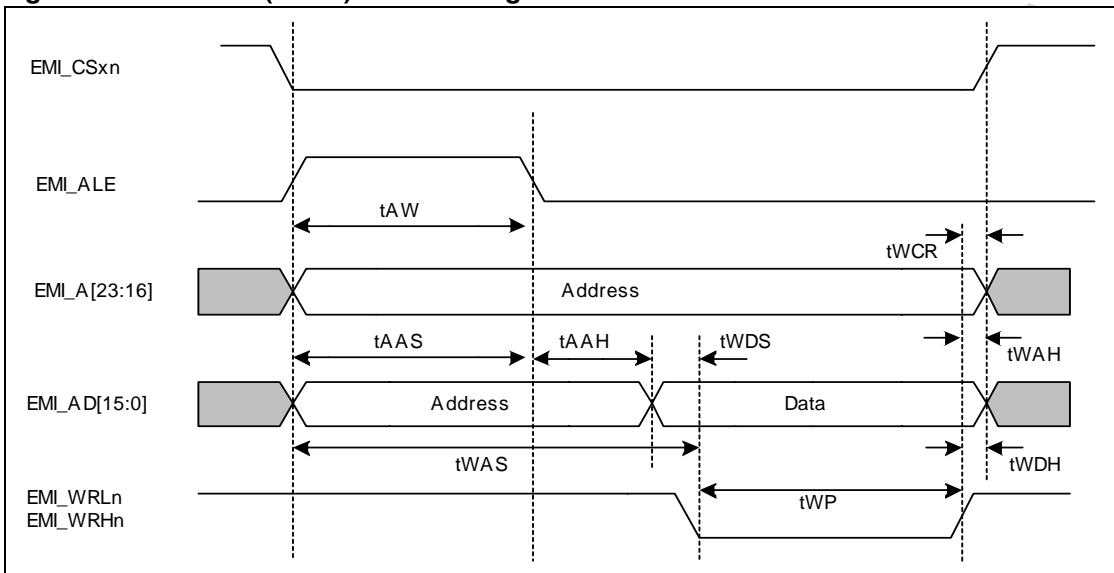 EMI_CSxn
EMI_ALE
tAW
tWCR
EMI_A[23:16]
Address
tAAS
tAAH
tWDS
tWAH
EMI_AD[15:0]
Address
Data
tWAS
tWDH
EMI_WRLn
EMI_WRHn
tWP